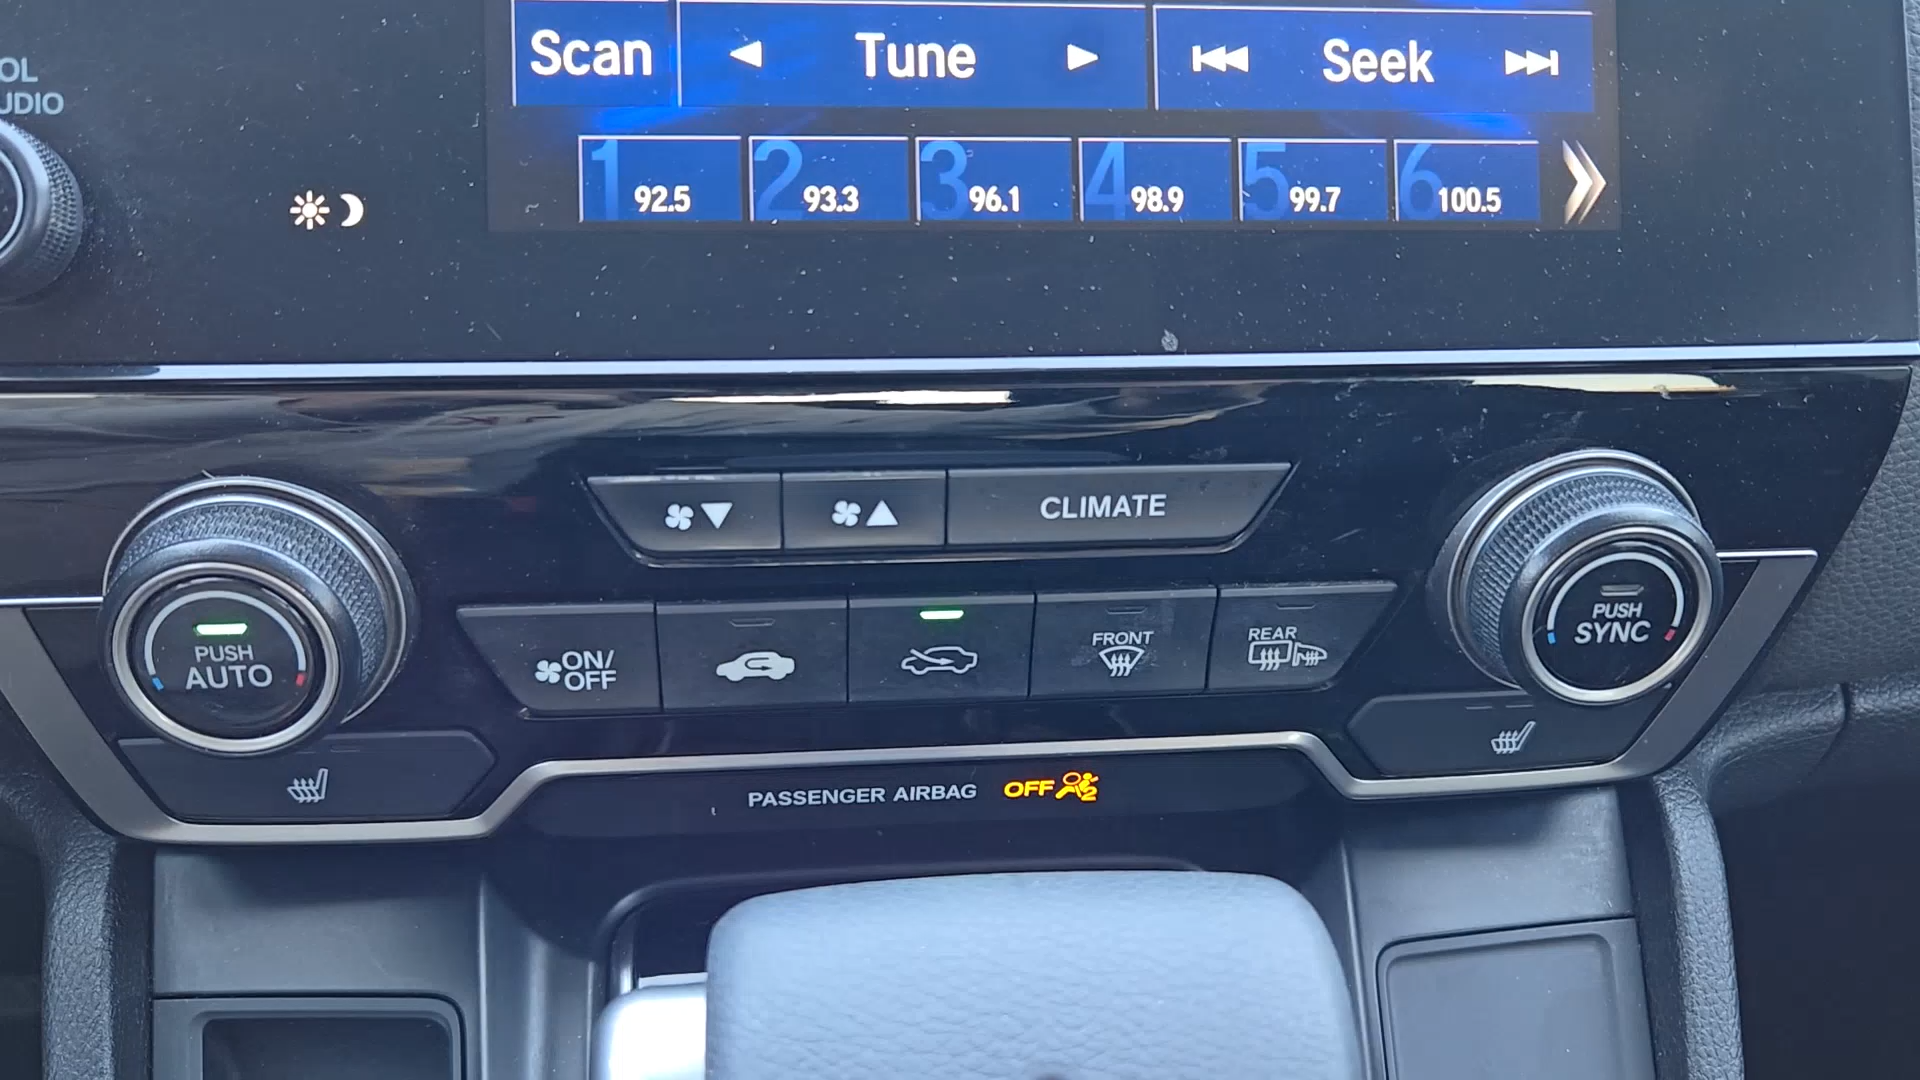 OL
UDIO
Scan
Tune
Seek
1 92.5
2 93.3
3 96.1
4 98.9
5 99.7
6 100.5
CLIMATE
PUSH
AUTO
ON/
OFF
FRONT
REAR
PUSH
SYNC
PASSENGER AIRBAG OFF 2